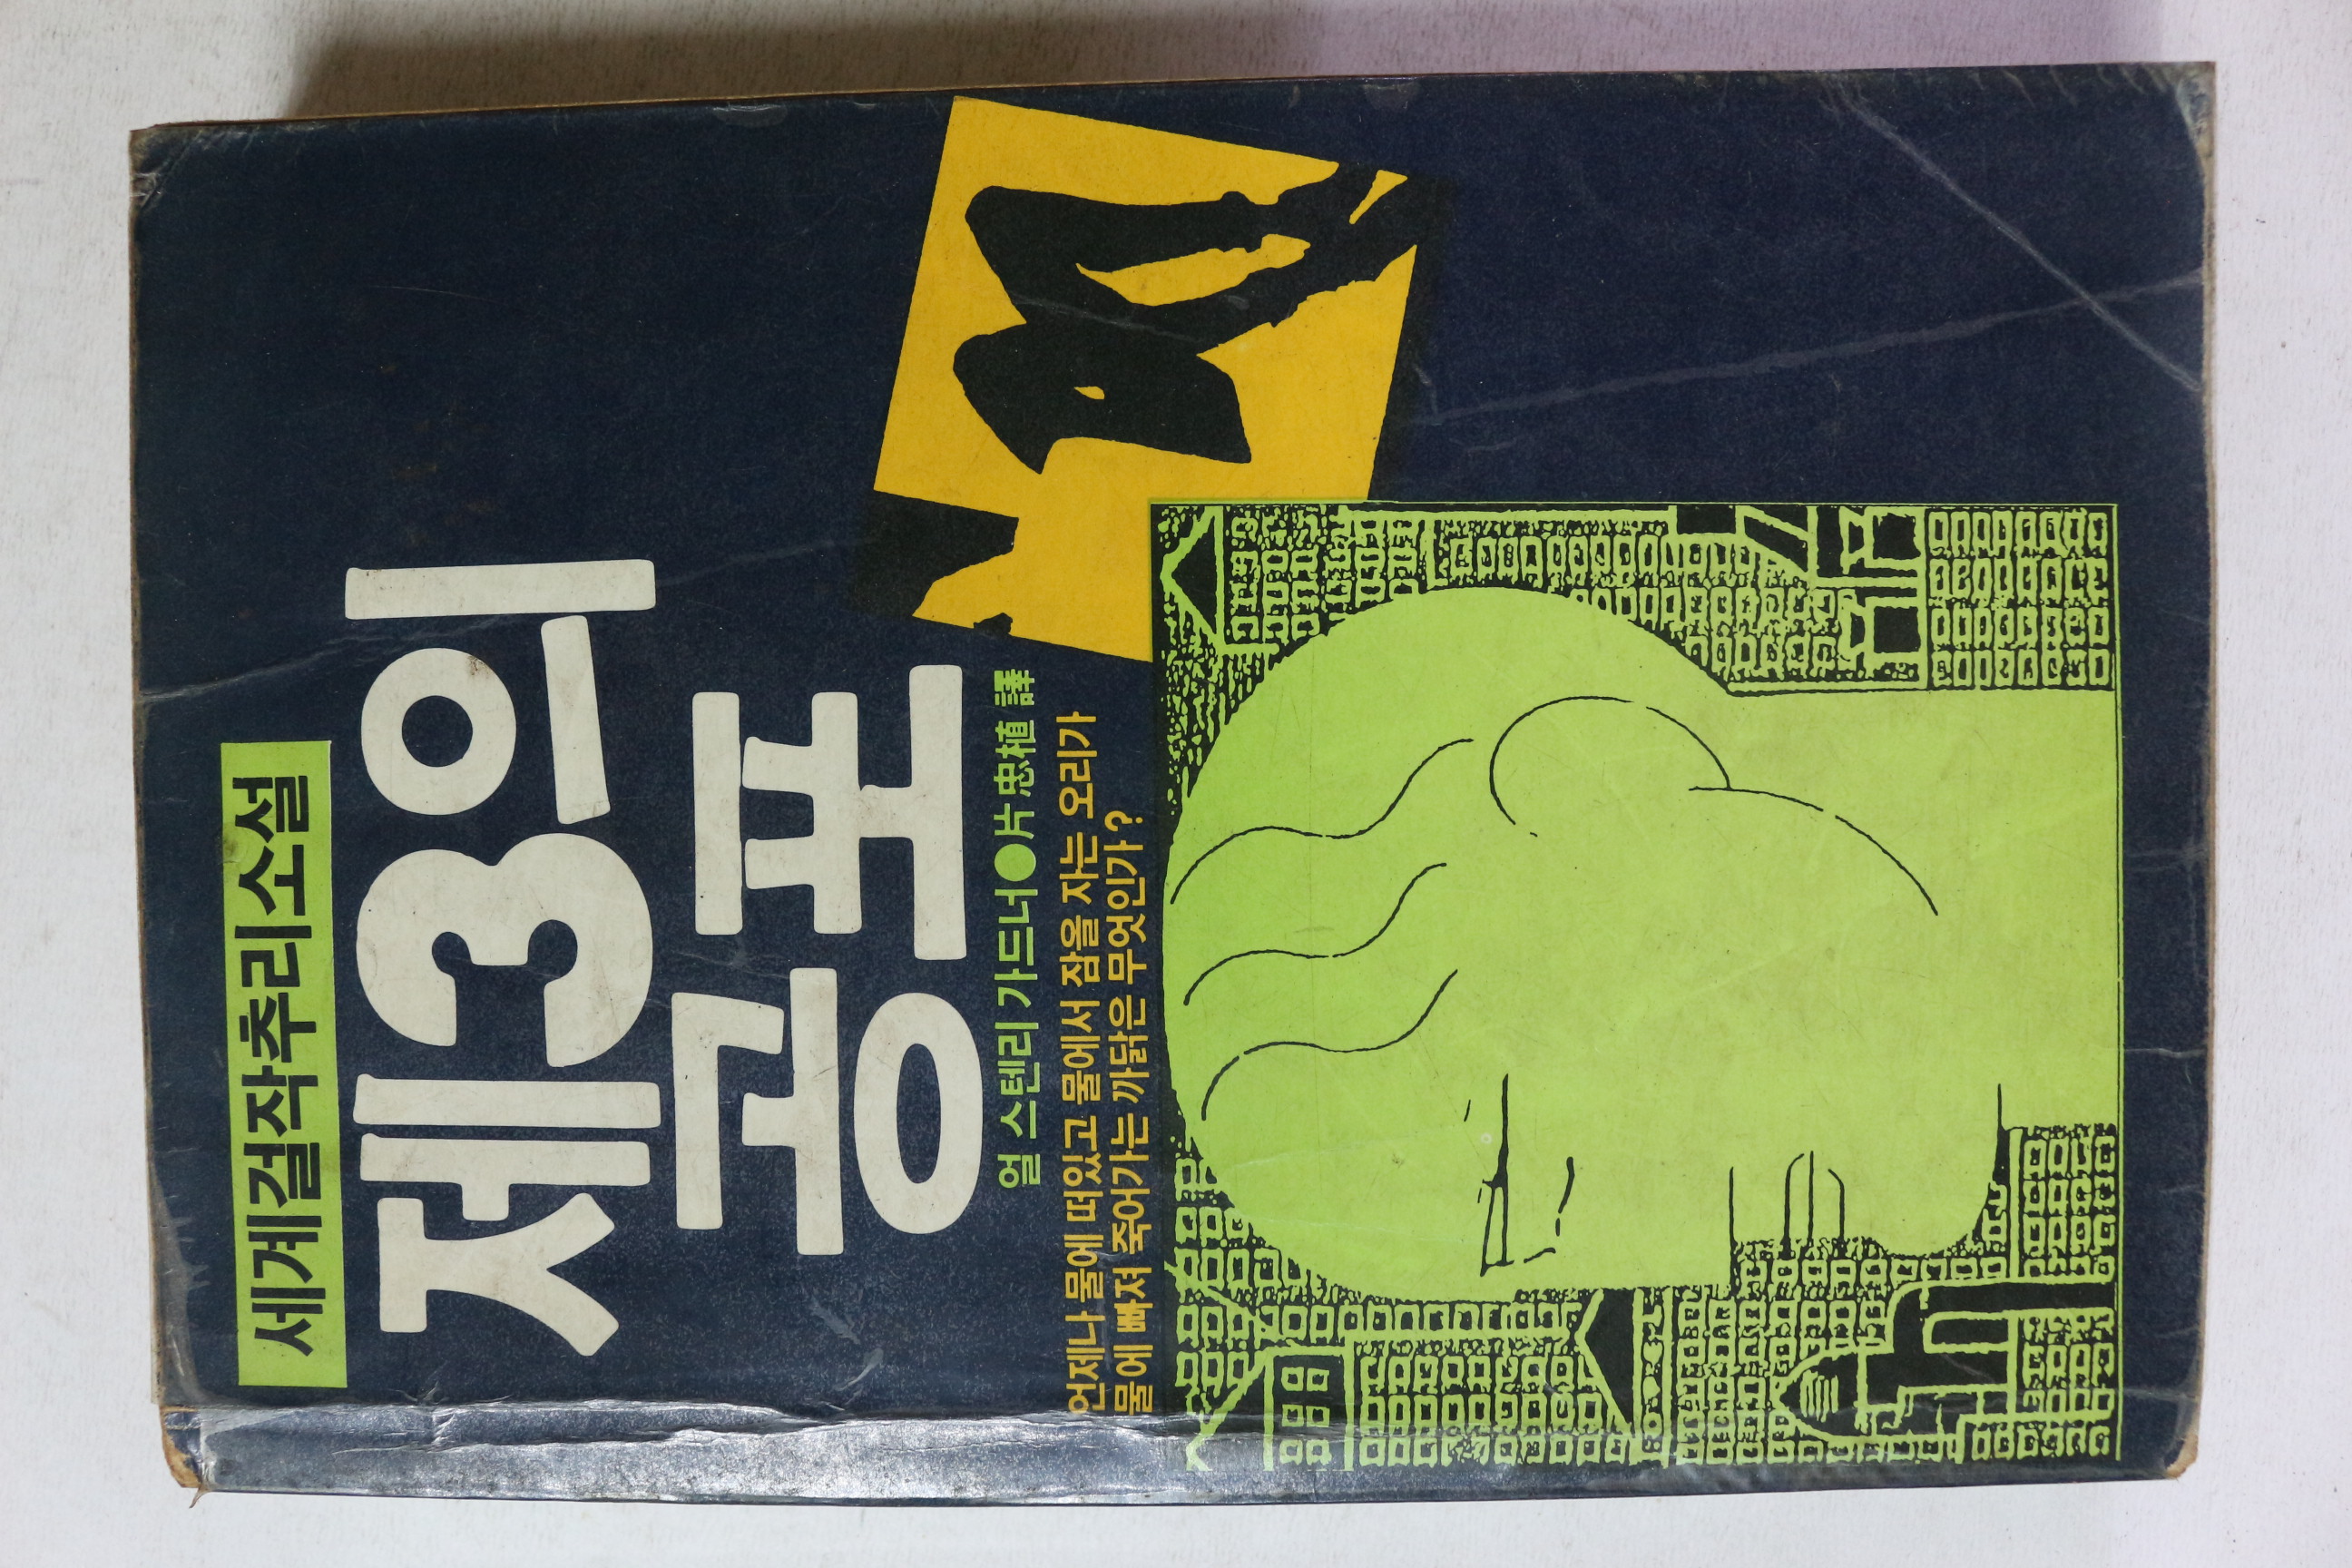 세계걸작추리소설
제3의
공포
얼 스텐리 가드너●片忠植 譯
언제나 물에 떠있고 물에서 잠을 자는 오리가
물에 빠져 죽어가는 까닭은 무엇인가?